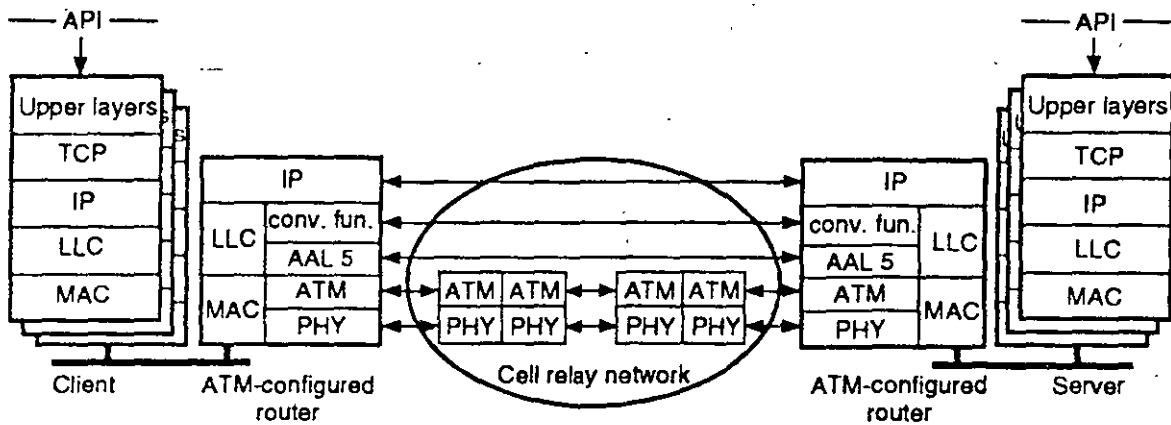 API
API
Upper layers
TCP
IP
LLC
MAC
IP
LLC
conv. fun.
AAL 5
MAC
ATM
PHY
ATM ATM
PHY PHY
ATM ATM
PHY PHY
IP
conv. fun.
AAL 5
LLC
ATM
PHY
MAC
Upper layers
TCP
IP
LLC
MAC
Client
ATM-configured
router
Cell relay network
ATM-configured
router
Server